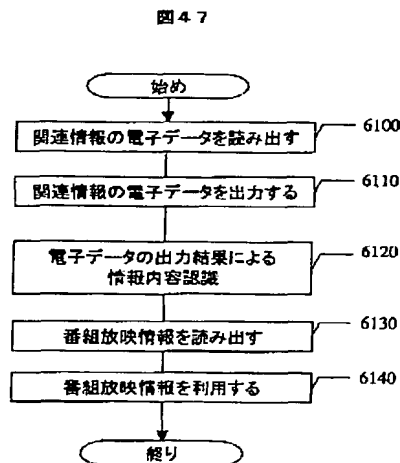 図47
始め
関連情報の電子データを読み出す
6100
関連情報の電子データを出力する
6110
電子データの出力結果による
情報内容認識
6120
番組放映情報を読み出す
6130
番組放映情報を利用する
6140
終り